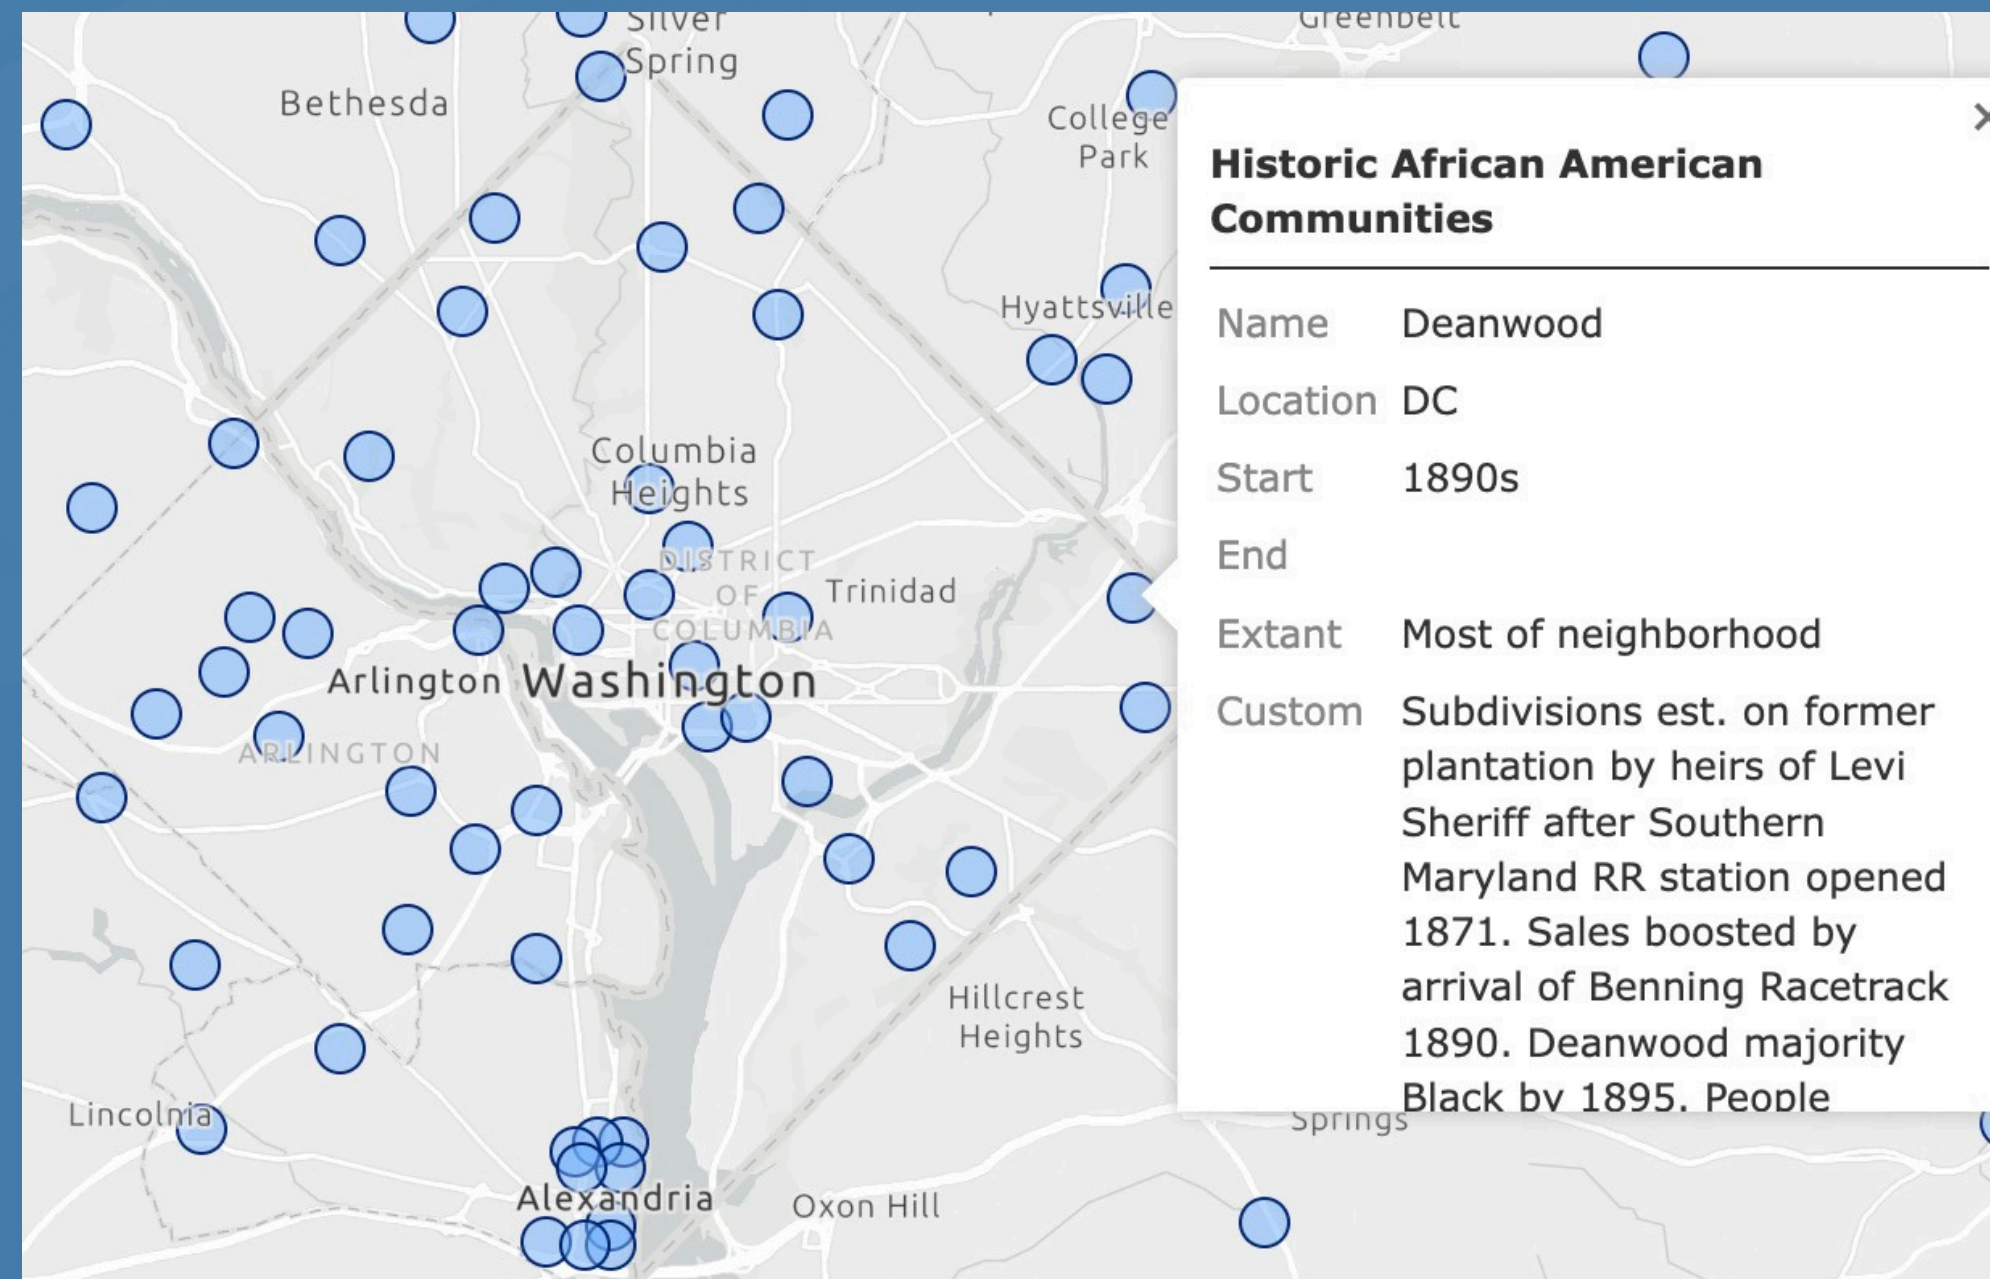 Silver
Spring
Greenbelt
Bethesda
College
Park
Hyattsville
Columbia
Heights
DISTRICT
OF
COLUMBIA
Trinidad
Arlington
Washington
ARLINGTON
Hillcrest
Heights
Lincolnia
Alexandria
Oxon Hill
Springs
×
Historic African American
Communities
Name Deanwood
Location DC
Start 1890s
End
Extant Most of neighborhood
Custom Subdivisions est. on former
plantation by heirs of Levi
Sheriff after Southern
Maryland RR station opened
1871. Sales boosted by
arrival of Benning Racetrack
1890. Deanwood majority
Black by 1895. People